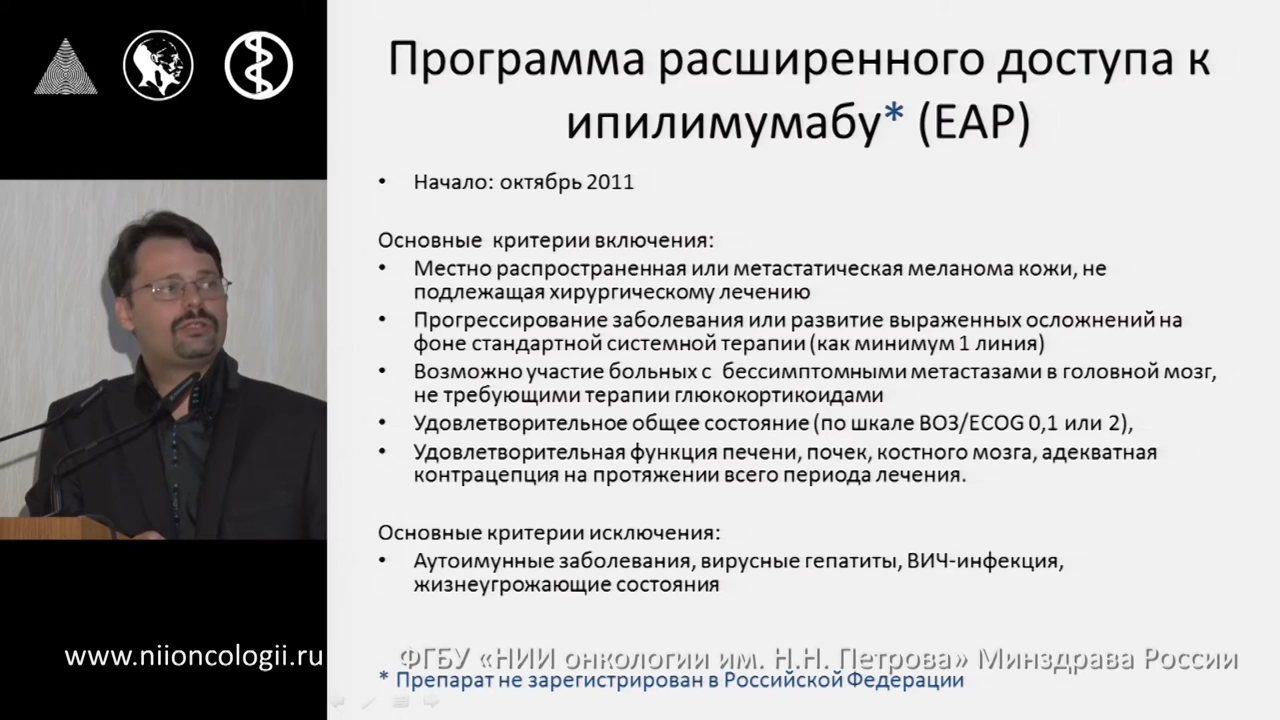 Программа расширенного доступа к
ипилимумабу* (EAP)
• Начало: октябрь 2011
Основные критерии включения:
• Местно распространенная или метастатическая меланома кожи, не
подлежащая хирургическому лечению
• Прогрессирование заболевания или развитие выраженных осложнений на
фоне стандартной системной терапии (как минимум 1 линия)
• Возможно участие больных с бессимптомными метастазами в головной мозг,
не требующими терапии глюкокортикоидами
• Удовлетворительное общее состояние (по шкале ВОЗ/ECOG 0,1 или 2),
• Удовлетворительная функция печени, почек, костного мозга, адекватная
контрацепция на протяжении всего периода лечения.
Основные критерии исключения:
• Аутоимунные заболевания, вирусные гепатиты, ВИЧ-инфекция,
жизнеугрожающие состояния
www.niioncologii.ru
ФГБУ «НИИ онкологии им. Н.Н. Петрова» Минздрава России
* Препарат не зарегистрирован в Российской Федерации